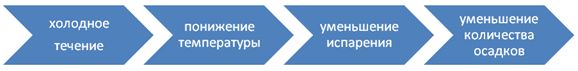 холодное
течение
понижение
температуры
уменьшение
испарения
уменьшение
количества
осадков